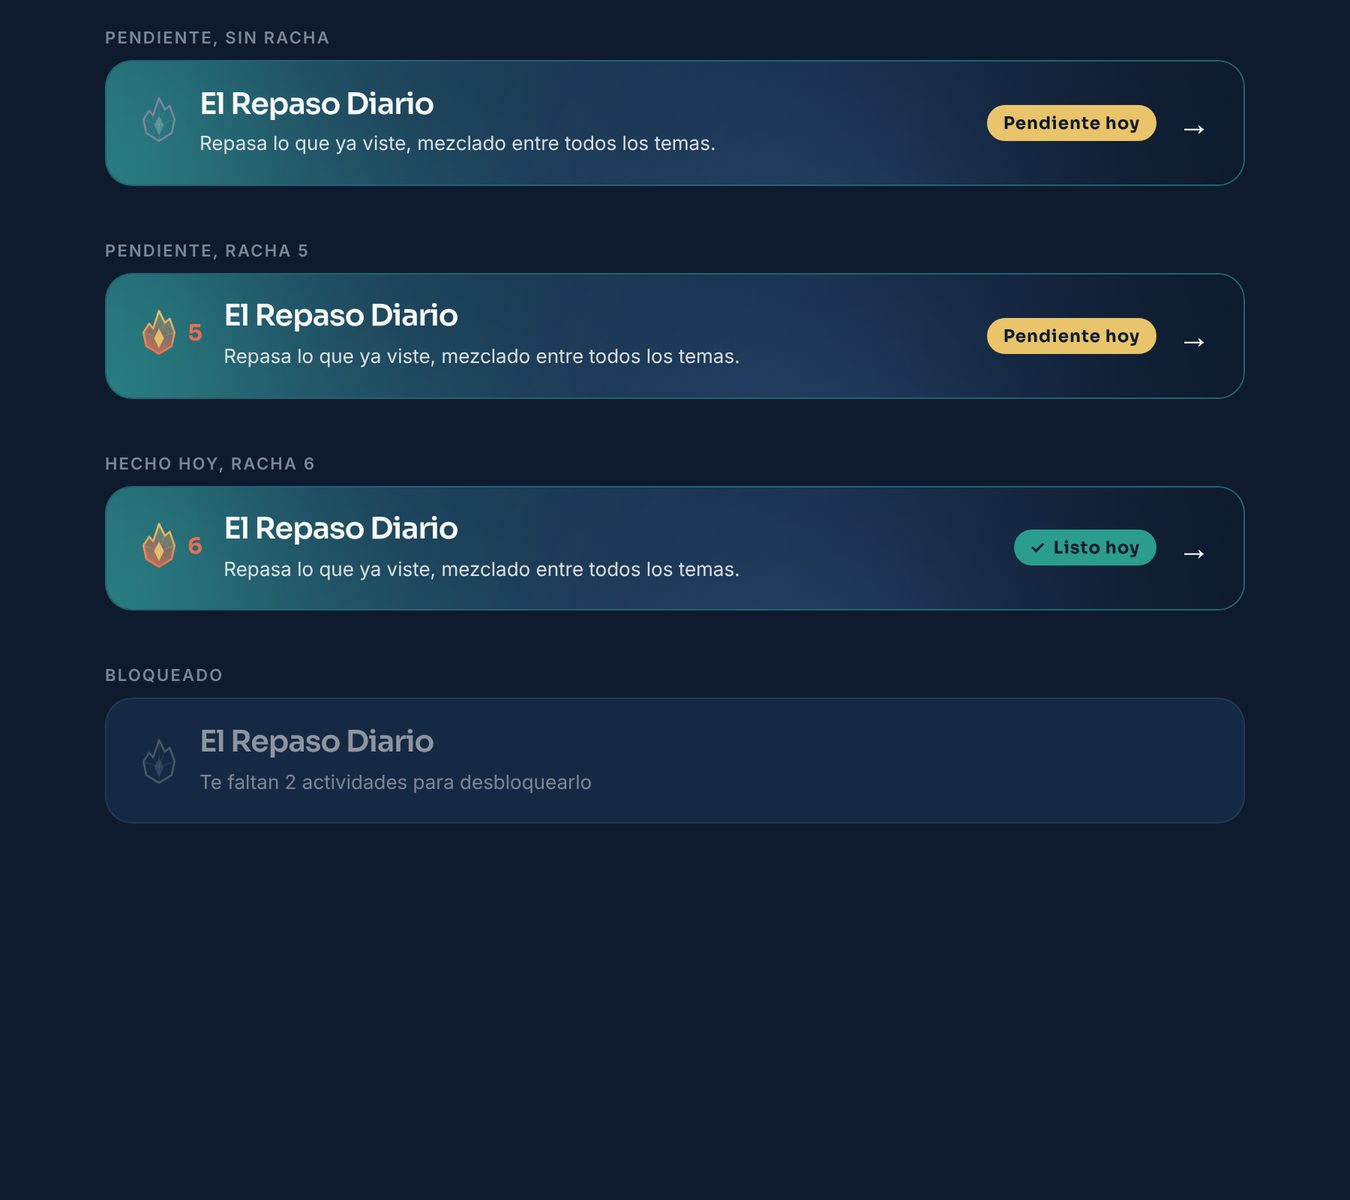 PENDIENTE, SIN RACHA
El Repaso Diario
Repasa lo que ya viste, mezclado entre todos los temas.
Pendiente hoy →
PENDIENTE, RACHA 5
5
El Repaso Diario
Repasa lo que ya viste, mezclado entre todos los temas.
Pendiente hoy →
HECHO HOY, RACHA 6
6
El Repaso Diario
Repasa lo que ya viste, mezclado entre todos los temas.
✓ Listo hoy →
BLOQUEADO
El Repaso Diario
Te faltan 2 actividades para desbloquearlo